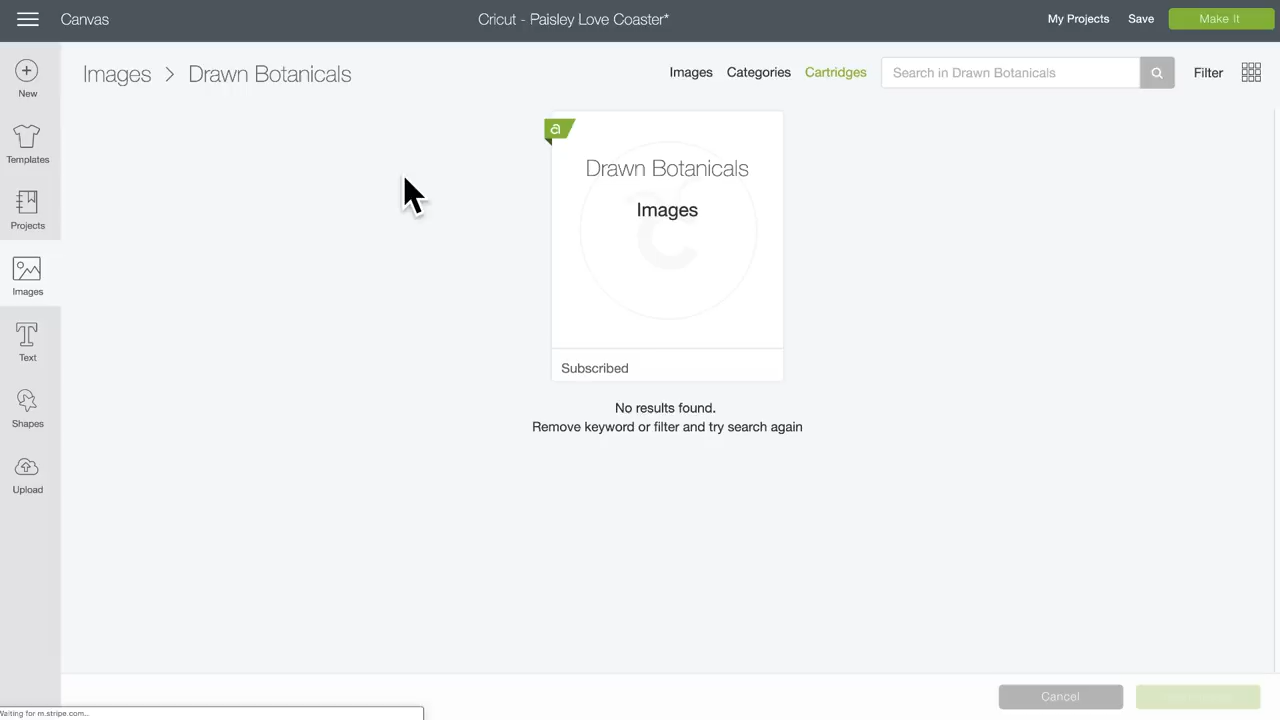 Canvas
Cricut - Paisley Love Coaster*
My Projects
Save
Make It
New
Templates
Projects
Images
Text
Shapes
Upload
Images > Drawn Botanicals
Images
Categories
Cartridges
Search in Drawn Botanicals
Filter
a
Drawn Botanicals
Images
Subscribed
No results found.
Remove keyword or filter and try search again
Cancel
Waiting for m.stripe.com...